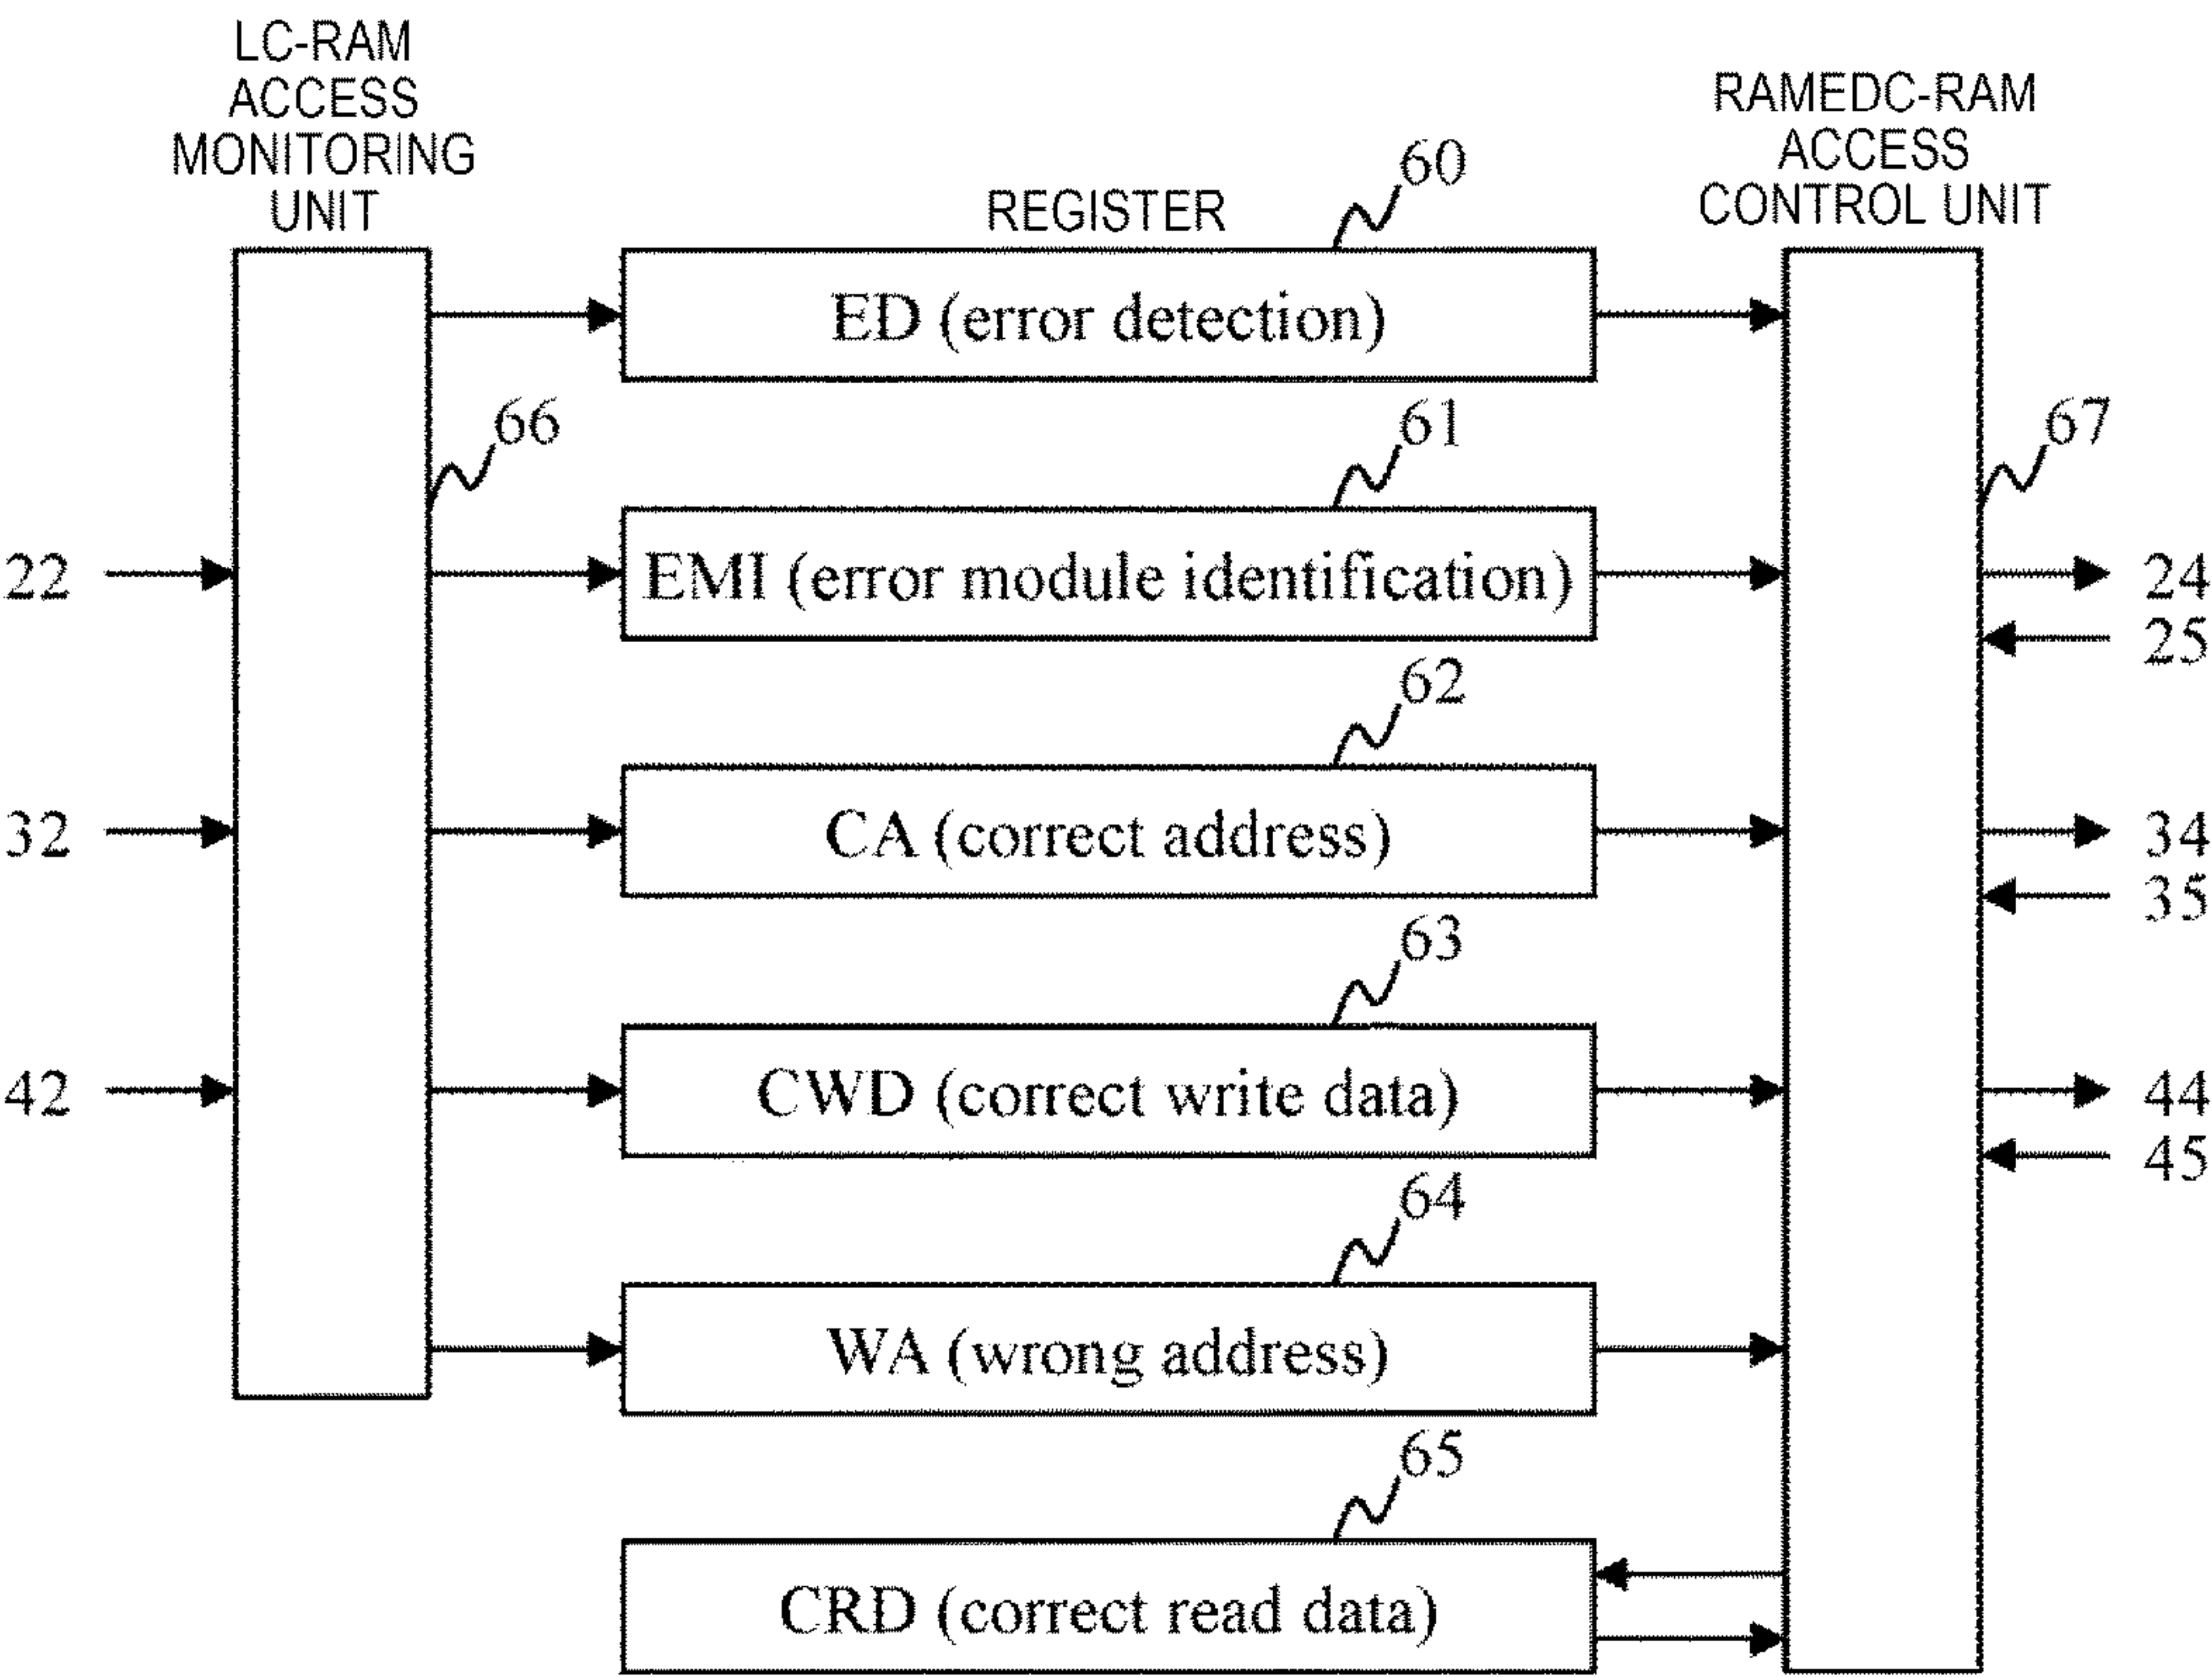 LC-RAM
ACCESS
MONITORING
UNIT
REGISTER
RAMEDC-RAM
ACCESS
CONTROL UNIT
60
ED (error detection)
66
61
67
22
EMI (error module identification)
24
25
62
32
CA (correct address)
34
35
63
42
CWD (correct write data)
44
45
64
WA (wrong address)
65
CRD (correct read data)